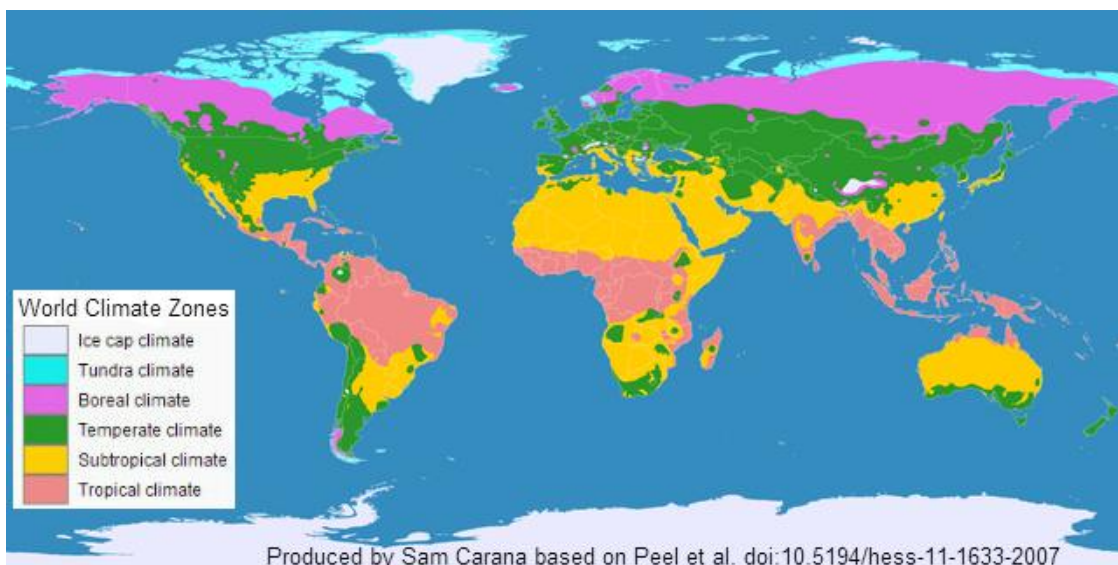 World Climate Zones
Ice cap climate
Tundra climate
Boreal climate
Temperate climate
Subtropical climate
Tropical climate
Produced by Sam Carana based on Peel et al. doi:10.5194/hess-11-1633-2007